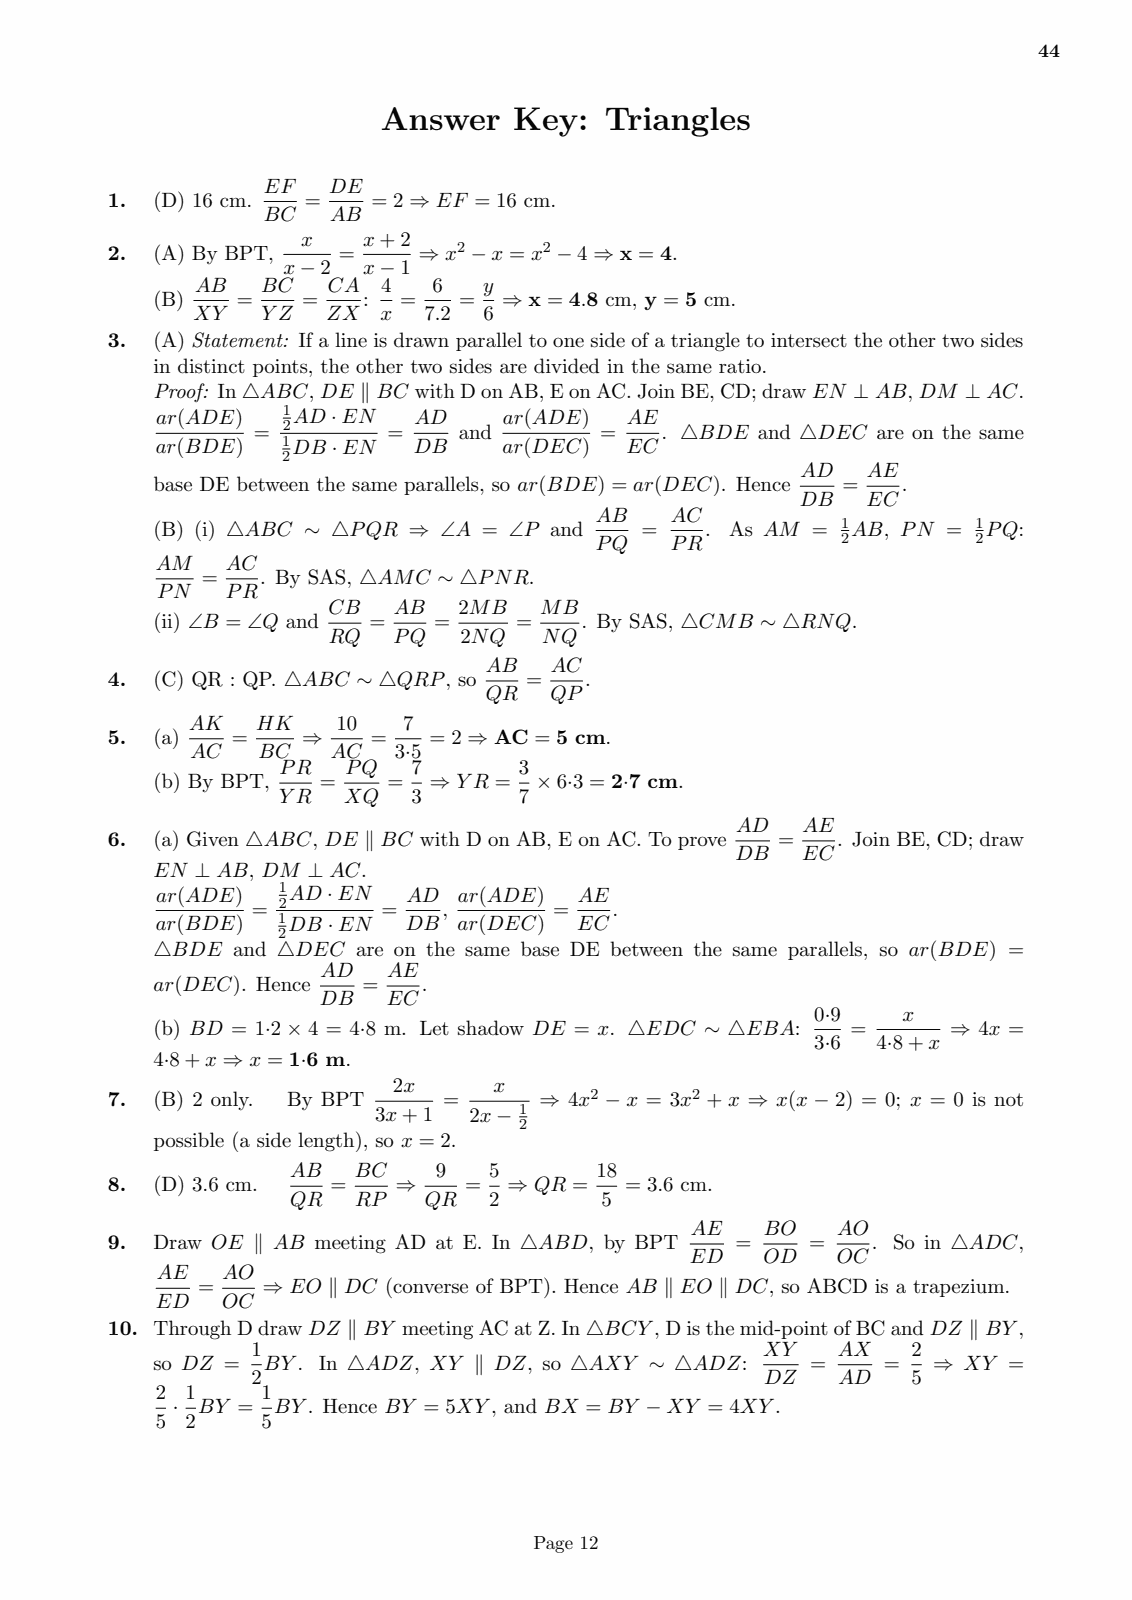 44
Answer Key: Triangles
1. (D) 16 cm. EF/BC = DE/AB = 2 ⇒ EF = 16 cm.
2. (A) By BPT, x/(x − 2) = (x + 2)/(x − 1) ⇒ x² − x = x² − 4 ⇒ x = 4.
(B) AB/XY = BC/YZ = CA/ZX: 4/x = 6/7.2 = y/6 ⇒ x = 4.8 cm, y = 5 cm.
3. (A) Statement: If a line is drawn parallel to one side of a triangle to intersect the other two sides
in distinct points, the other two sides are divided in the same ratio.
Proof: In △ABC, DE ∥ BC with D on AB, E on AC. Join BE, CD; draw EN ⊥ AB, DM ⊥ AC.
ar(ADE)/ar(BDE) = (½AD · EN)/(½DB · EN) = AD/DB and ar(ADE)/ar(DEC) = AE/EC. △BDE and △DEC are on the same
base DE between the same parallels, so ar(BDE) = ar(DEC). Hence AD/DB = AE/EC.
(B) (i) △ABC ∼ △PQR ⇒ ∠A = ∠P and AB/PQ = AC/PR. As AM = ½AB, PN = ½PQ:
AM/PN = AC/PR. By SAS, △AMC ∼ △PNR.
(ii) ∠B = ∠Q and CB/RQ = AB/PQ = 2MB/2NQ = MB/NQ. By SAS, △CMB ∼ △RNQ.
4. (C) QR : QP. △ABC ∼ △QRP, so AB/QR = AC/QP.
5. (a) AK/AC = HK/BC ⇒ 10/AC = 7/3·5 = 2 ⇒ AC = 5 cm.
(b) By BPT, PR/YR = PQ/XQ = 7/3 ⇒ YR = 3/7 × 6·3 = 2·7 cm.
6. (a) Given △ABC, DE ∥ BC with D on AB, E on AC. To prove AD/DB = AE/EC. Join BE, CD; draw
EN ⊥ AB, DM ⊥ AC.
ar(ADE)/ar(BDE) = (½AD · EN)/(½DB · EN) = AD/DB, ar(ADE)/ar(DEC) = AE/EC.
△BDE and △DEC are on the same base DE between the same parallels, so ar(BDE) =
ar(DEC). Hence AD/DB = AE/EC.
(b) BD = 1·2 × 4 = 4·8 m. Let shadow DE = x. △EDC ∼ △EBA: 0·9/3·6 = x/(4·8 + x) ⇒ 4x =
4·8 + x ⇒ x = 1·6 m.
7. (B) 2 only. By BPT 2x/(3x + 1) = x/(2x − ½) ⇒ 4x² − x = 3x² + x ⇒ x(x − 2) = 0; x = 0 is not
possible (a side length), so x = 2.
8. (D) 3.6 cm. AB/QR = BC/RP ⇒ 9/QR = 5/2 ⇒ QR = 18/5 = 3.6 cm.
9. Draw OE ∥ AB meeting AD at E. In △ABD, by BPT AE/ED = BO/OD = AO/OC. So in △ADC,
AE/ED = AO/OC ⇒ EO ∥ DC (converse of BPT). Hence AB ∥ EO ∥ DC, so ABCD is a trapezium.
10. Through D draw DZ ∥ BY meeting AC at Z. In △BCY, D is the mid-point of BC and DZ ∥ BY,
so DZ = 1/2 BY. In △ADZ, XY ∥ DZ, so △AXY ∼ △ADZ: XY/DZ = AX/AD = 2/5 ⇒ XY =
2/5 · 1/2 BY = 1/5 BY. Hence BY = 5XY, and BX = BY − XY = 4XY.
Page 12